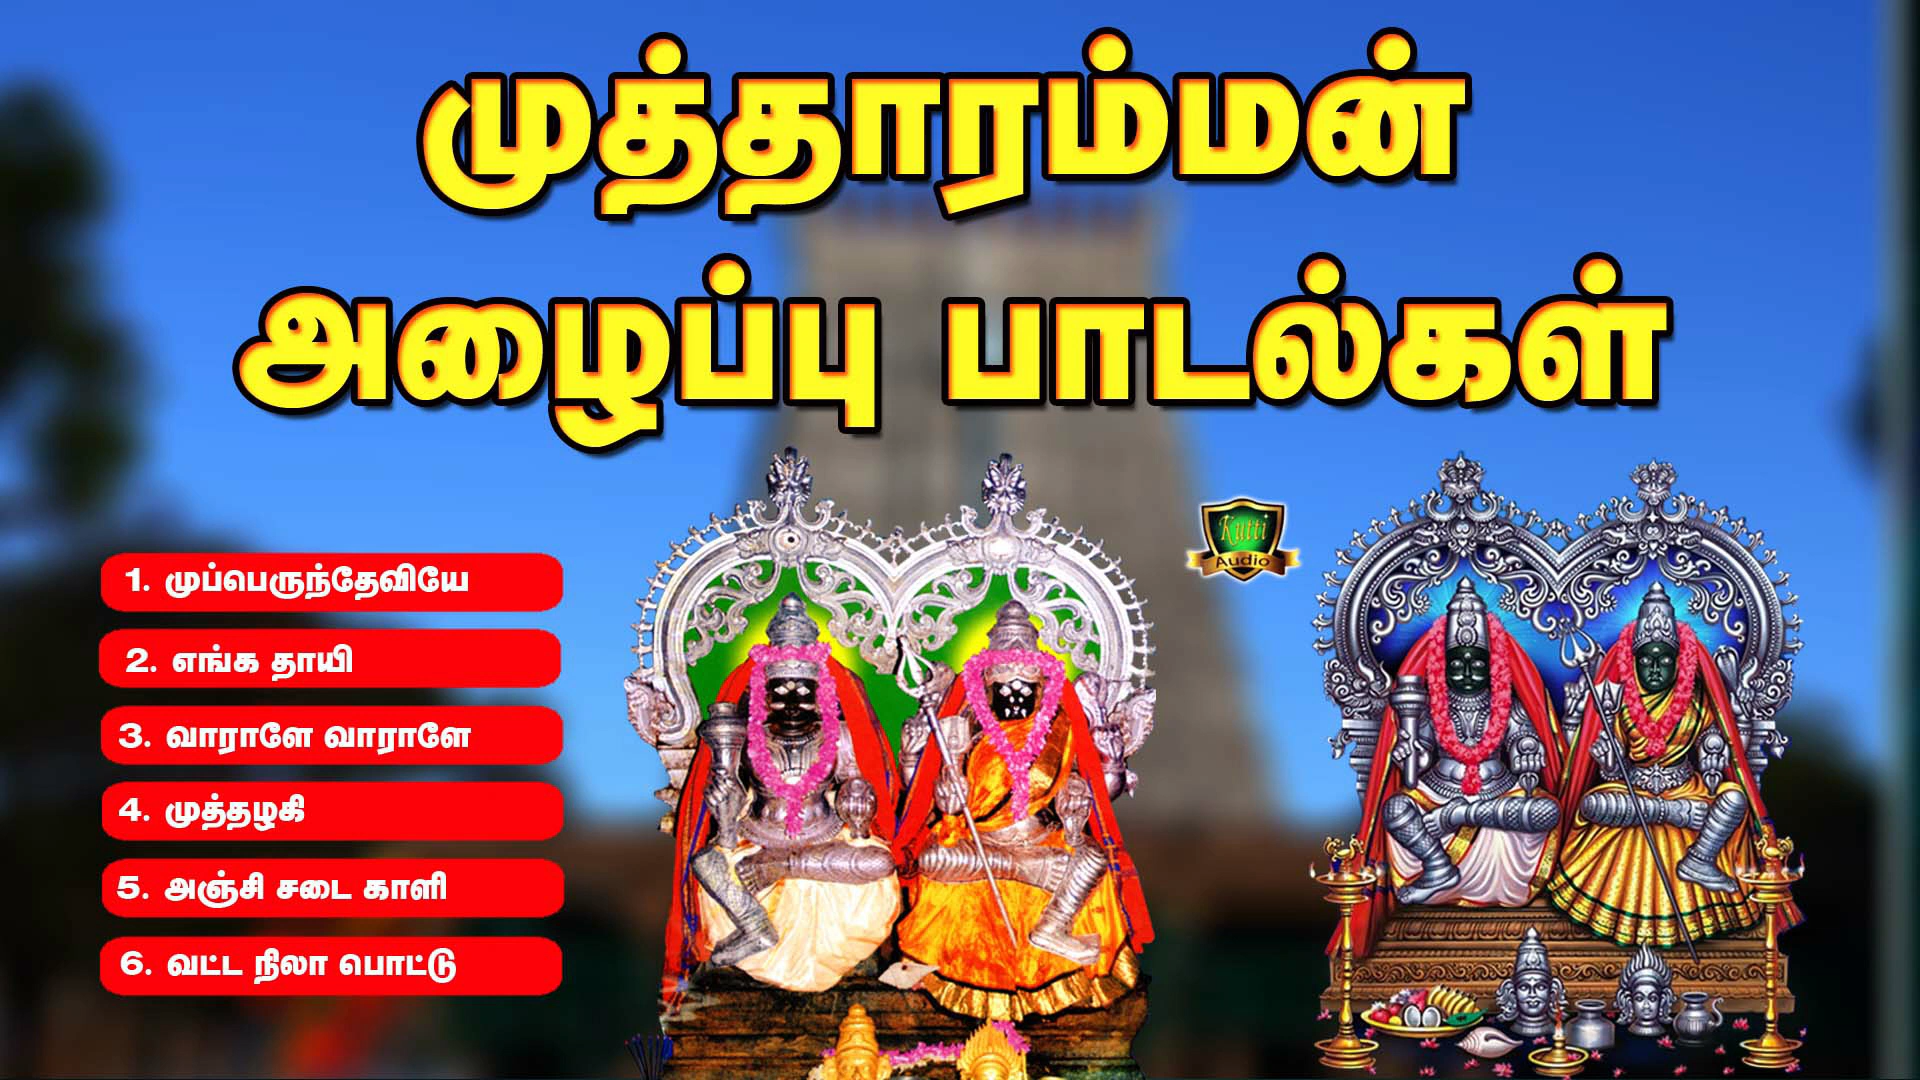 முத்தாரம்மன்
அழைப்பு பாடல்கள்
Kutti
Audio
1. முப்பெருந்தேவியே
2. எங்க தாயி
3. வாராளே வாராளே
4. முத்தழகி
5. அஞ்சி சடை காளி
6. வட்ட நிலா பொட்டு